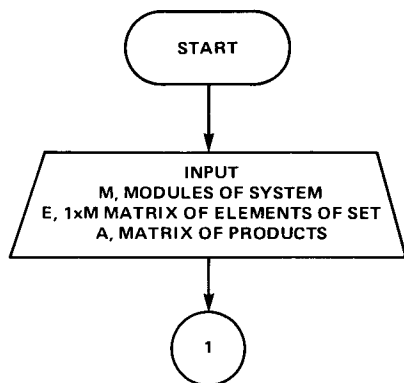 START
INPUT
M, MODULES OF SYSTEM
E, 1xM MATRIX OF ELEMENTS OF SET
A, MATRIX OF PRODUCTS
1